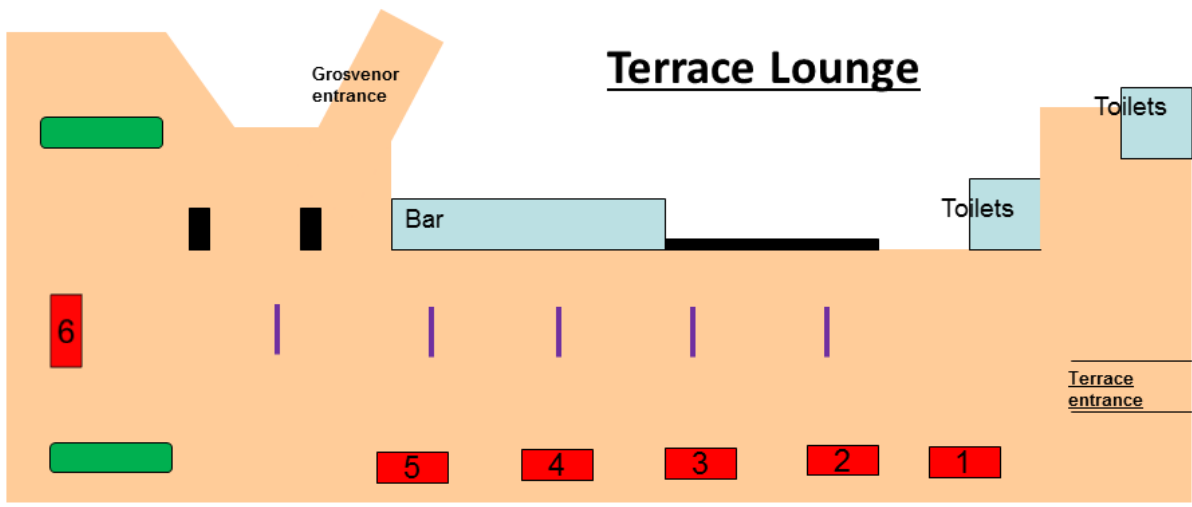 Terrace Lounge
Grosvenor
entrance
Toilets
Toilets
Bar
6
Terrace
entrance
5
4
3
2
1